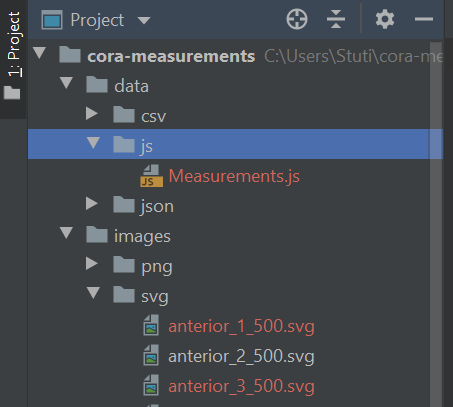 1: Project
Project
cora-measurements C:\Users\Stuti\cora-me
data
csv
js
JS Measurements.js
json
images
png
svg
anterior_1_500.svg
anterior_2_500.svg
anterior_3_500.svg